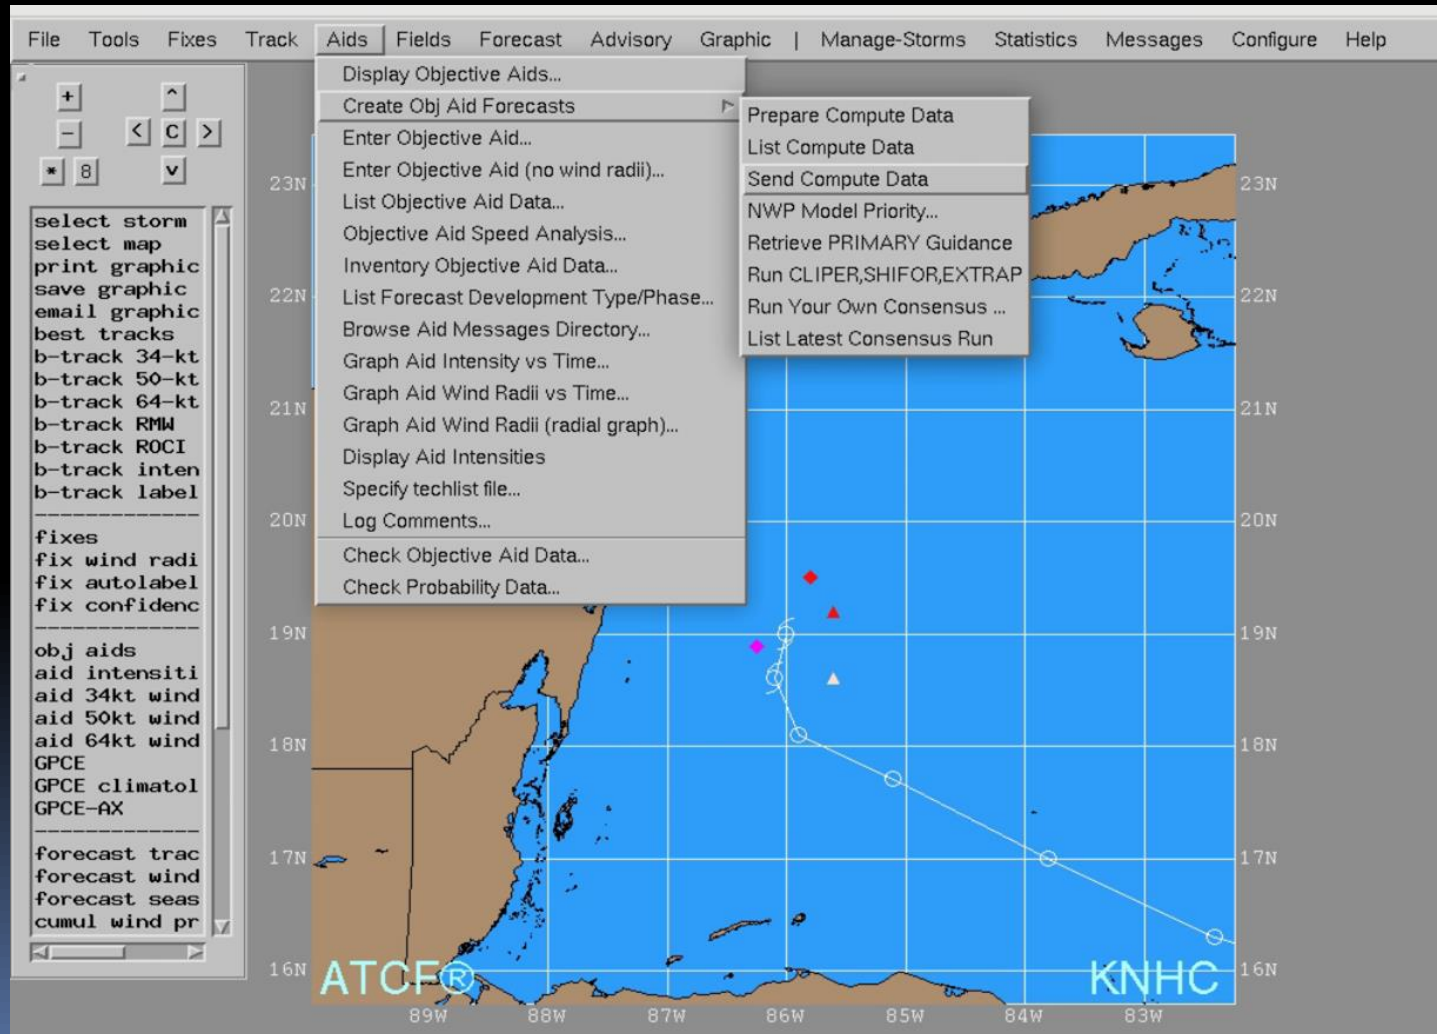 File Tools Fixes Track Aids Fields Forecast Advisory Graphic | Manage-Storms Statistics Messages Configure Help
+ ^
- < C > 
* 8 v
select storm
select map
print graphic
save graphic
email graphic
best tracks
b-track 34-kt
b-track 50-kt
b-track 64-kt
b-track RMW
b-track ROCI
b-track inten
b-track label
--------------
fixes
fix wind radi
fix autolabel
fix confidenc
--------------
obj aids
aid intensiti
aid 34kt wind
aid 50kt wind
aid 64kt wind
GPCE
GPCE climatol
GPCE-AX
--------------
forecast trac
forecast wind
forecast seas
cumul wind pr
Display Objective Aids...
Create Obj Aid Forecasts
Enter Objective Aid...
Enter Objective Aid (no wind radii)...
List Objective Aid Data...
Objective Aid Speed Analysis...
Inventory Objective Aid Data...
List Forecast Development Type/Phase...
Browse Aid Messages Directory...
Graph Aid Intensity vs Time...
Graph Aid Wind Radii vs Time...
Graph Aid Wind Radii (radial graph)...
Display Aid Intensities
Specify techlist file...
Log Comments...
Check Objective Aid Data...
Check Probability Data...
Prepare Compute Data
List Compute Data
Send Compute Data
NWP Model Priority...
Retrieve PRIMARY Guidance
Run CLIPER,SHIFOR,EXTRAP
Run Your Own Consensus ...
List Latest Consensus Run
23N 23N
22N 22N
21N 21N
20N 20N
19N 19N
18N 18N
17N 17N
16N ATCF® KNHC 16N
89W 88W 87W 86W 85W 84W 83W